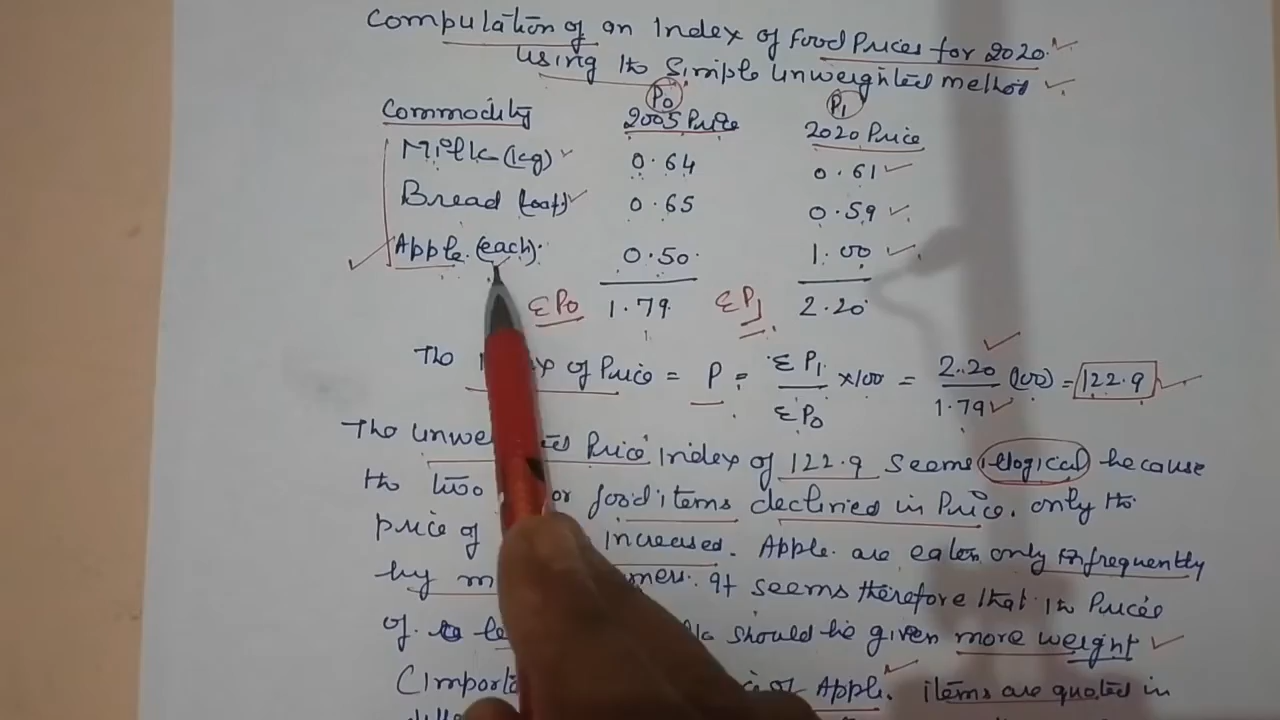 Computation of an Index of food Prices for 2020.
using the Simple Unweighted method
P0 P1
Commodity 2005 Price 2020 Price
Milk (kg) 0.64 0.61
Bread (loaf) 0.65 0.59
Apple (each). 0.50 1.00
ΣP0 1.79 ΣP1 2.20
The of Price = P = ΣP1 / ΣP0 ×100 = 2.20 / 1.79 (100) = 122.9
The Price Index of 122.9 seems illogical because
the two food items declined in Price. only the
price of increased. Apple are eaten only infrequently
by It seems therefore that the Prices
of should be given more weight
of Apple. items are quoted in